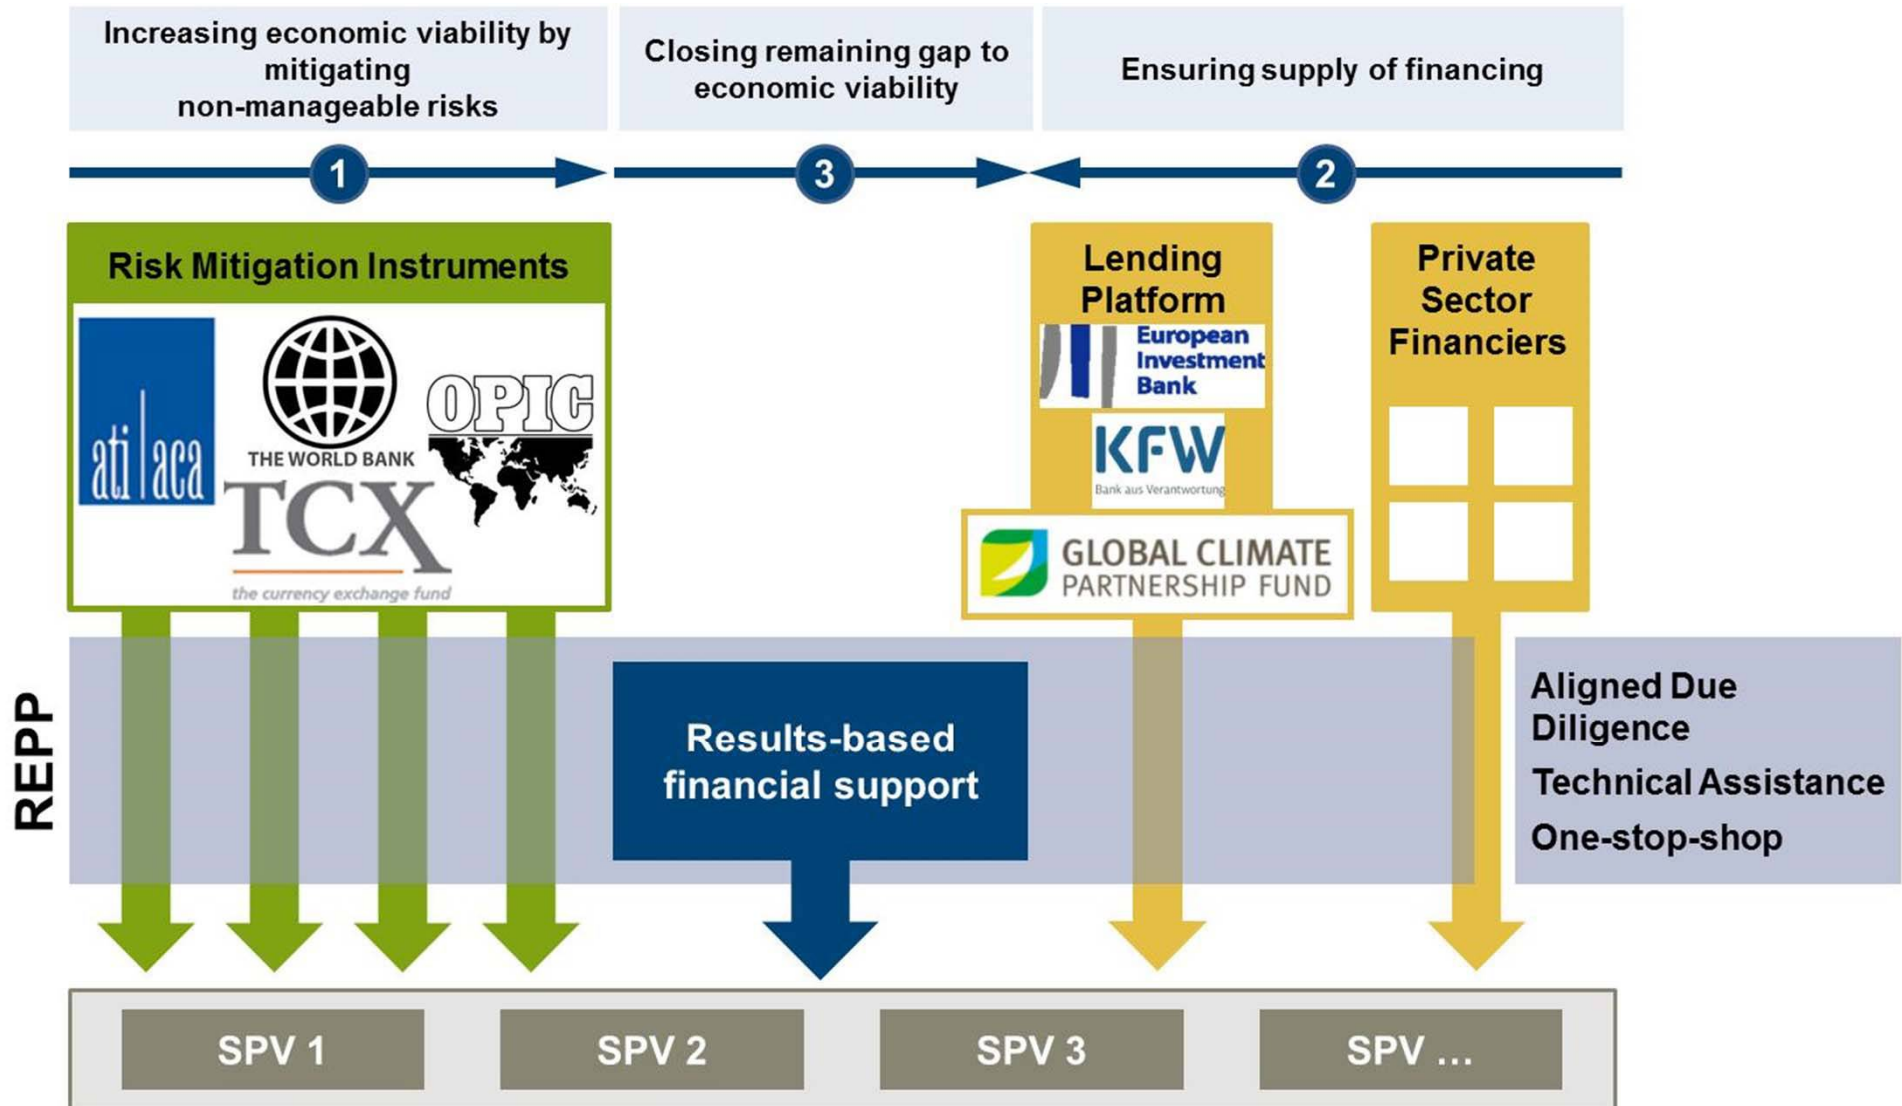 Increasing economic viability by
mitigating
non-manageable risks
Closing remaining gap to
economic viability
Ensuring supply of financing
1
3
2
Risk Mitigation Instruments
ati aca
THE WORLD BANK
OPIC
TCX
the currency exchange fund
Lending
Platform
European
Investment
Bank
KFW
Bank aus Verantwortung
GLOBAL CLIMATE
PARTNERSHIP FUND
Private
Sector
Financiers
REPP
Results-based
financial support
Aligned Due
Diligence
Technical Assistance
One-stop-shop
SPV 1
SPV 2
SPV 3
SPV ...